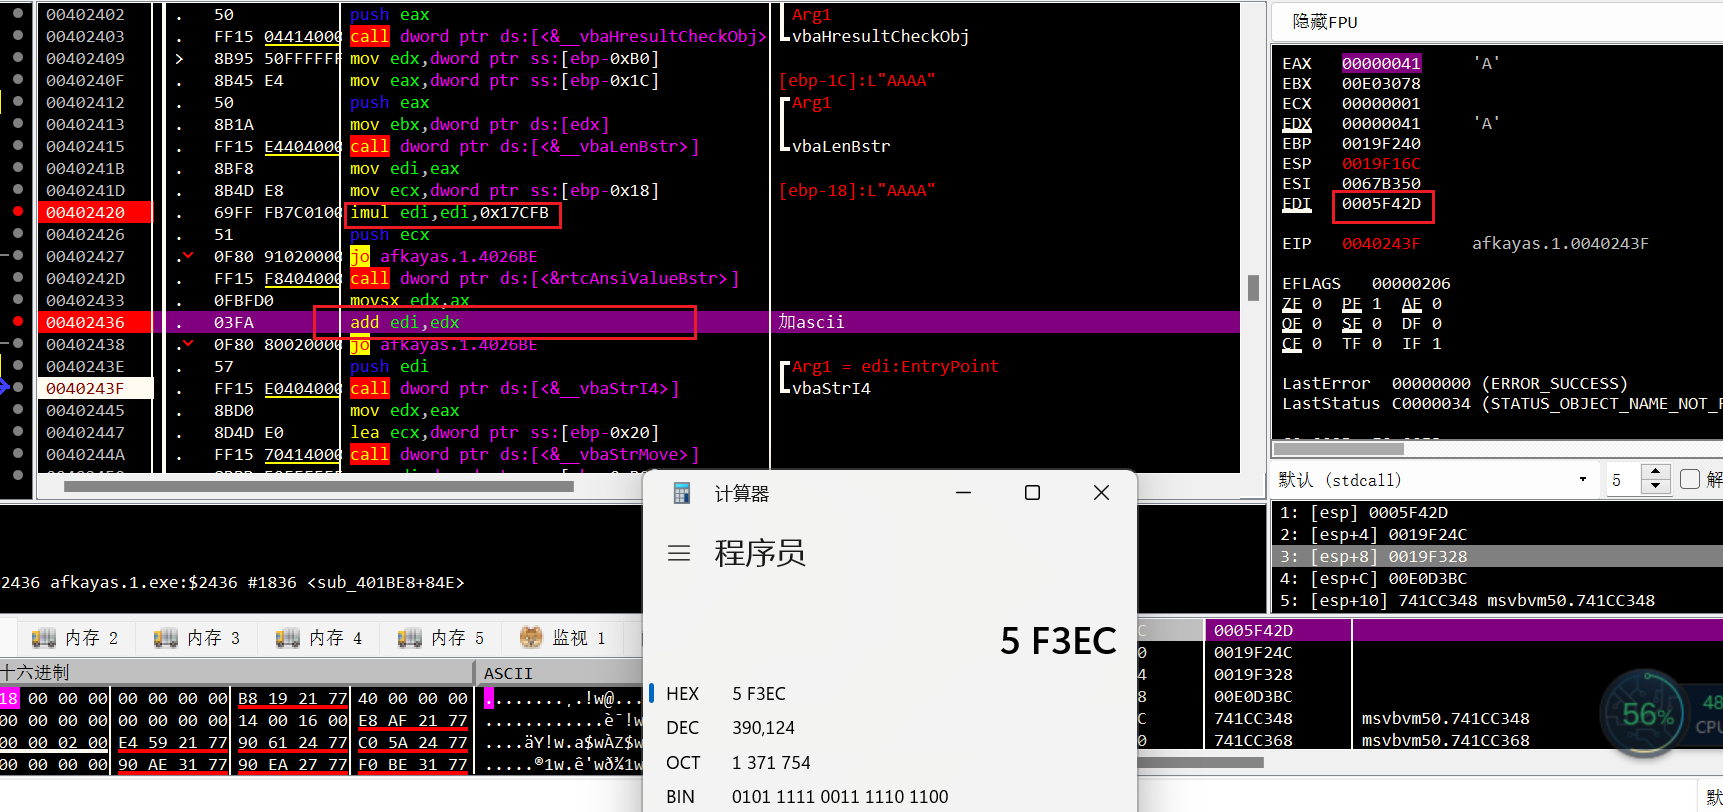 00402402 . 50 push eax Arg1
00402403 . FF15 04414000 call dword ptr ds:[<&__vbaHresultCheckObj> vbaHresultCheckObj
00402409 > 8B95 50FFFFFF mov edx,dword ptr ss:[ebp-0xB0]
0040240F . 8B45 E4 mov eax,dword ptr ss:[ebp-0x1C] [ebp-1C]:L"AAAA"
00402412 . 50 push eax Arg1
00402413 . 8B1A mov ebx,dword ptr ds:[edx]
00402415 . FF15 E4404000 call dword ptr ds:[<&__vbaLenBstr>] vbaLenBstr
0040241B . 8BF8 mov edi,eax
0040241D . 8B4D E8 mov ecx,dword ptr ss:[ebp-0x18] [ebp-18]:L"AAAA"
00402420 . 69FF FB7C0100 imul edi,edi,0x17CFB
00402426 . 51 push ecx
00402427 . 0F80 91020000 jo afkayas.1.4026BE
0040242D . FF15 F8404000 call dword ptr ds:[<&rtcAnsiValueBstr>]
00402433 . 0FBFD0 movsx edx,ax
00402436 . 03FA add edi,edx 加ascii
00402438 . 0F80 80020000 jo afkayas.1.4026BE
0040243E . 57 push edi Arg1 = edi:EntryPoint
0040243F . FF15 E0404000 call dword ptr ds:[<&__vbaStrI4>] vbaStrI4
00402445 . 8BD0 mov edx,eax
00402447 . 8D4D E0 lea ecx,dword ptr ss:[ebp-0x20]
0040244A . FF15 70414000 call dword ptr ds:[<&__vbaStrMove>]
隐藏FPU
EAX 00000041 'A'
EBX 00E03078
ECX 00000001
EDX 00000041 'A'
EBP 0019F240
ESP 0019F16C
ESI 0067B350
EDI 0005F42D
EIP 0040243F afkayas.1.0040243F
EFLAGS 00000206
ZF 0 PF 1 AF 0
OF 0 SF 0 DF 0
CF 0 TF 0 IF 1
LastError 00000000 (ERROR_SUCCESS)
LastStatus C0000034 (STATUS_OBJECT_NAME_NOT_F
默认 (stdcall) 5 解
1: [esp] 0005F42D
2: [esp+4] 0019F24C
3: [esp+8] 0019F328
4: [esp+C] 00E0D3BC
5: [esp+10] 741CC348 msvbvm50.741CC348
2436 afkayas.1.exe:$2436 #1836 <sub_401BE8+84E>
内存 2 内存 3 内存 4 内存 5 监视 1
十六进制 ASCII
18 00 00 00 00 00 00 00 B8 19 21 77 40 00 00 00 .........¸.!w@...
00 00 00 00 00 00 00 00 14 00 16 00 E8 AF 21 77 ............è¯!w
00 00 02 00 E4 59 21 77 90 61 24 77 C0 5A 24 77 ....äY!w.a$wÀZ$w
00 00 00 00 90 AE 31 77 90 EA 27 77 F0 BE 31 77 .....®1w.ê'wð¾1w
计算器
程序员
5 F3EC
HEX 5 F3EC
DEC 390,124
OCT 1 371 754
BIN 0101 1111 0011 1110 1100
C 0005F42D
0 0019F24C
4 0019F328
8 00E0D3BC
C 741CC348 msvbvm50.741CC348
0 741CC368 msvbvm50.741CC368
56%
48
CPU
默